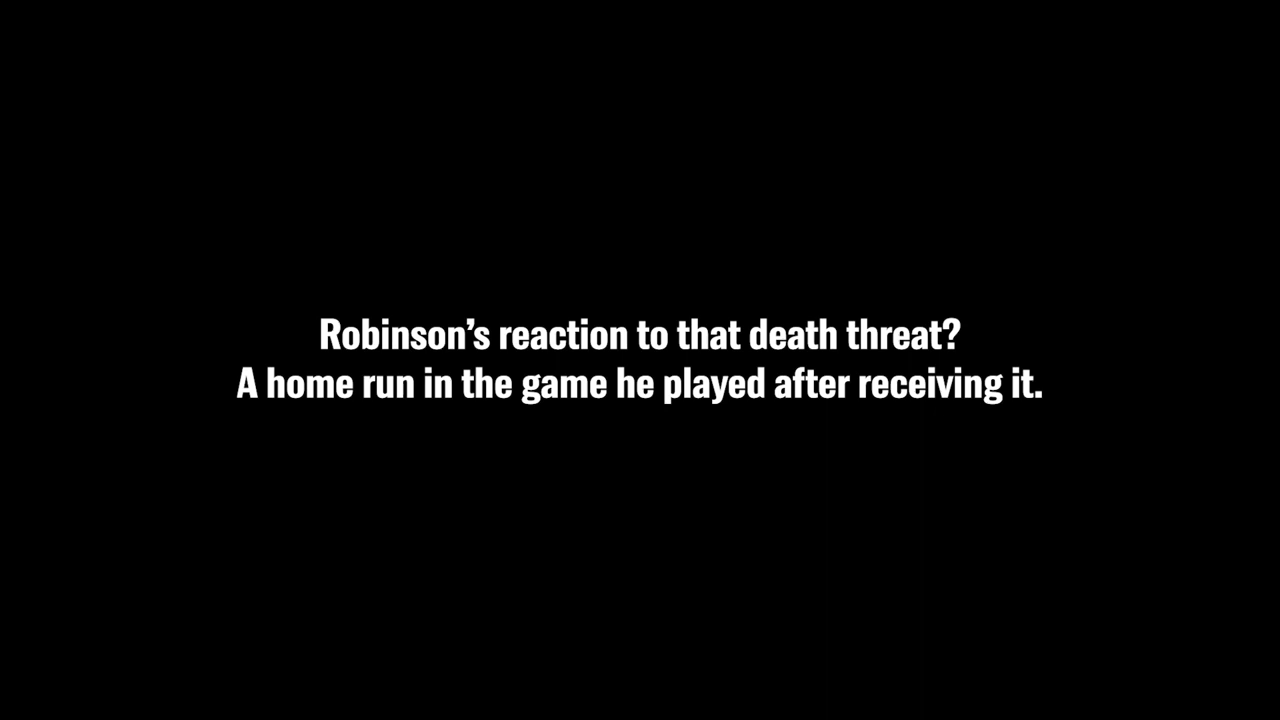 Robinson’s reaction to that death threat?
A home run in the game he played after receiving it.